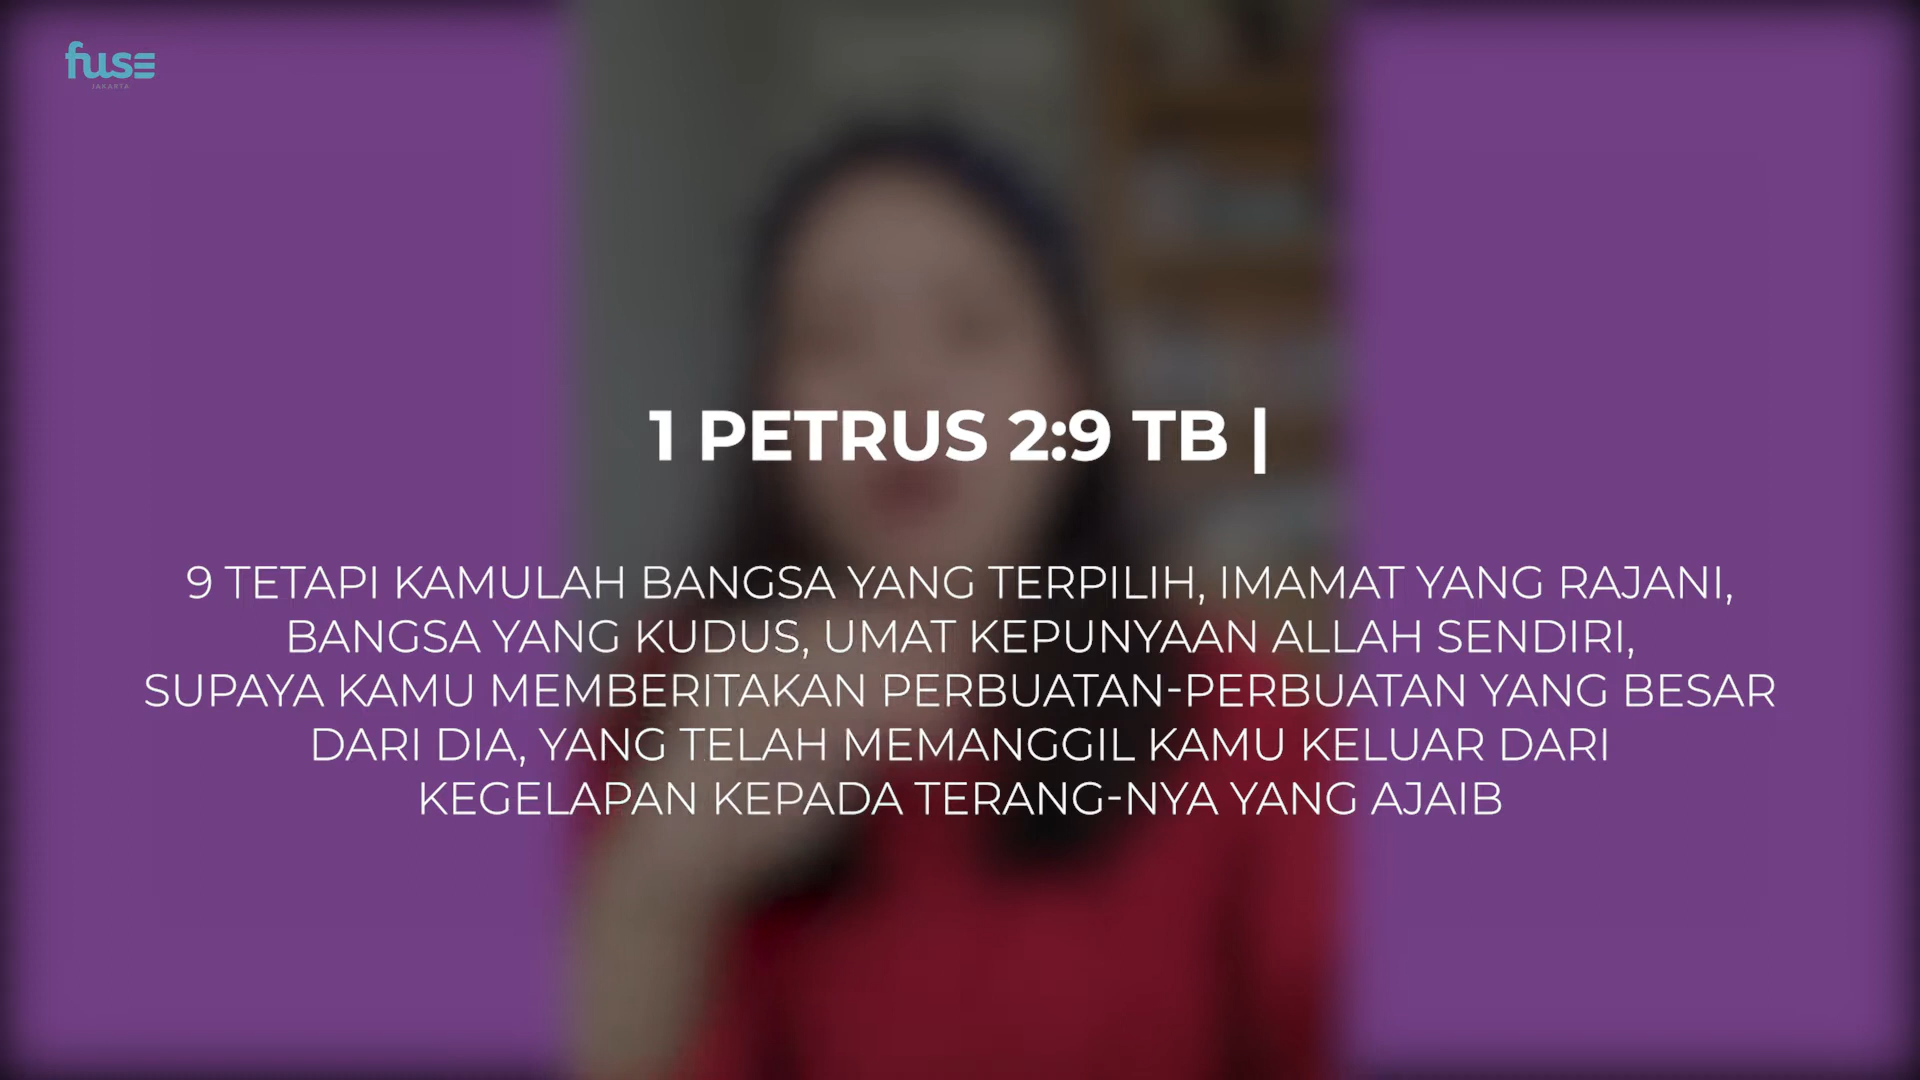 fuse
JAKARTA
1 PETRUS 2:9 TB |
9 TETAPI KAMULAH BANGSA YANG TERPILIH, IMAMAT YANG RAJANI,
BANGSA YANG KUDUS, UMAT KEPUNYAAN ALLAH SENDIRI,
SUPAYA KAMU MEMBERITAKAN PERBUATAN-PERBUATAN YANG BESAR
DARI DIA, YANG TELAH MEMANGGIL KAMU KELUAR DARI
KEGELAPAN KEPADA TERANG-NYA YANG AJAIB